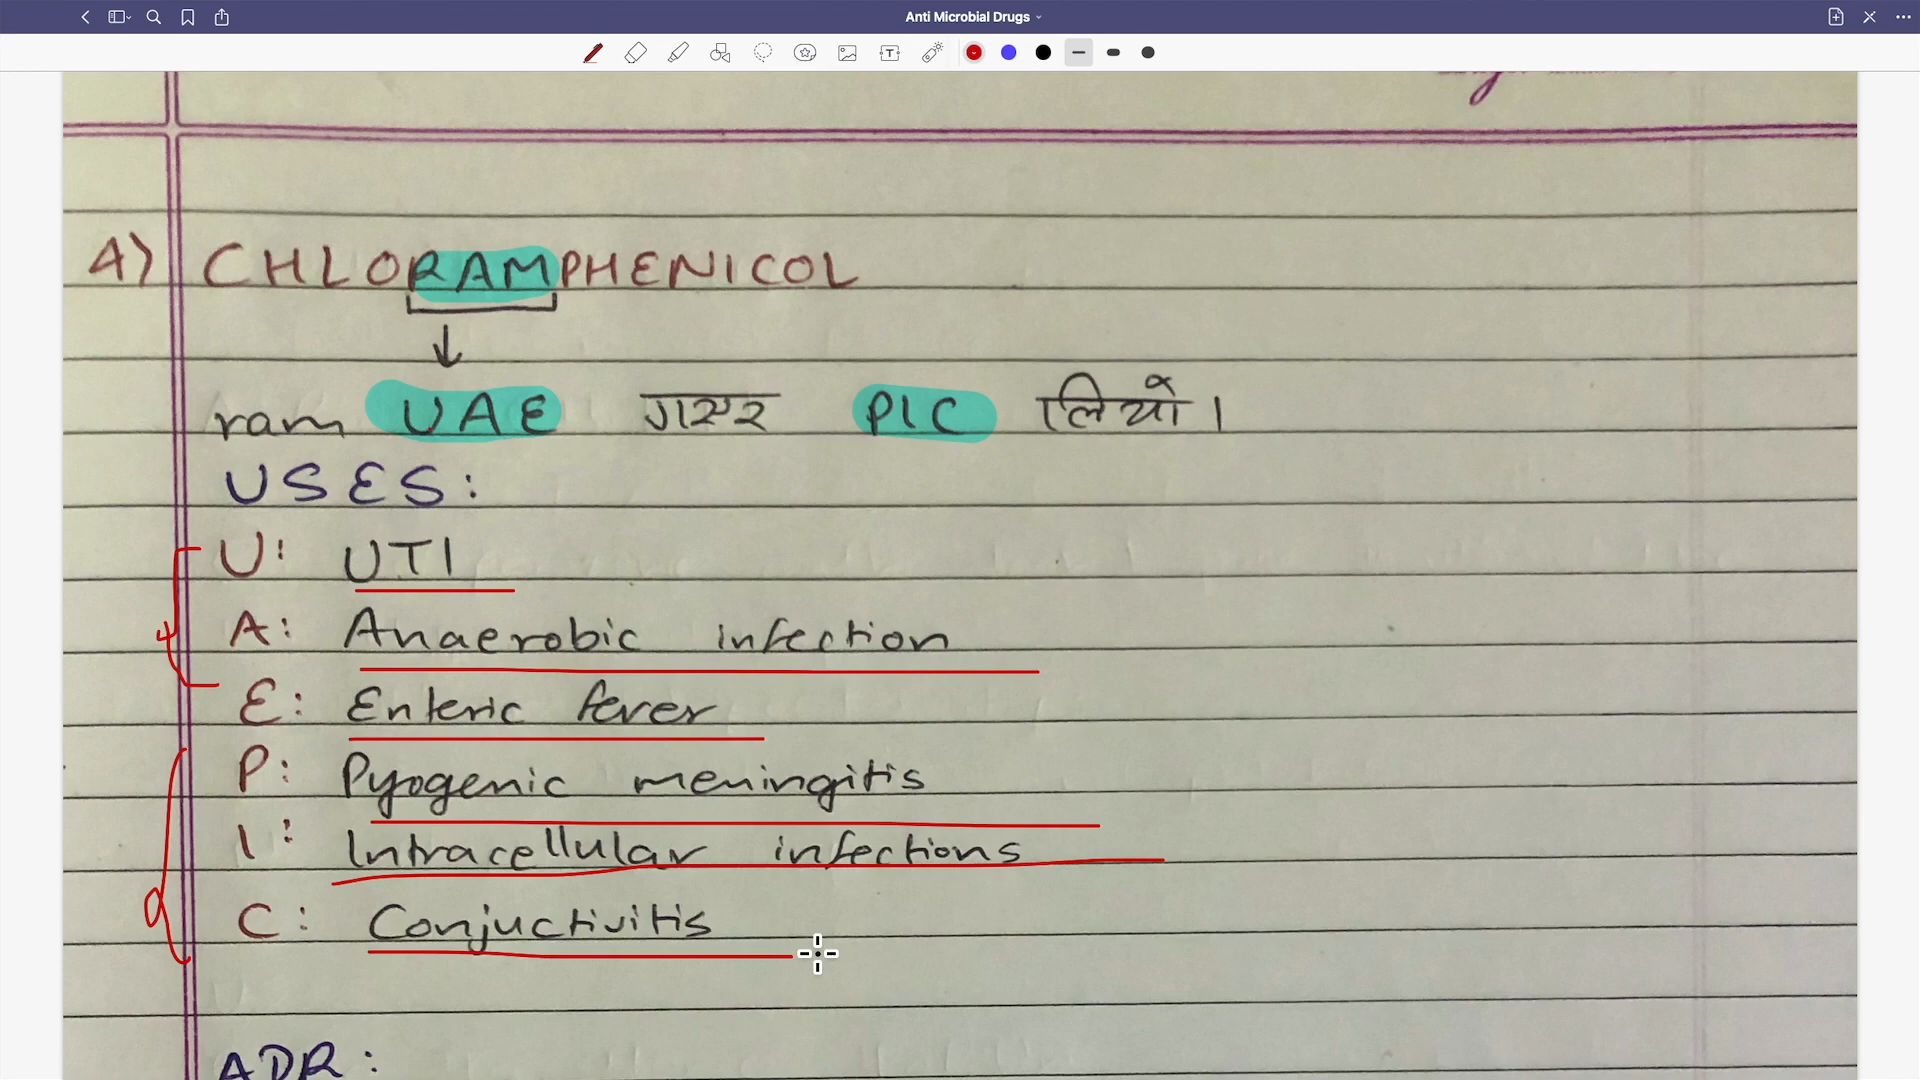 Anti Microbial Drugs
A) CHLORAMPHENICOL
ram UAE जाकर PIC लियो।
USES:
U: UTI
A: Anaerobic infection
E: Enteric fever
P: Pyogenic meningitis
I: Intracellular infections
C: Conjuctivitis
ADR: